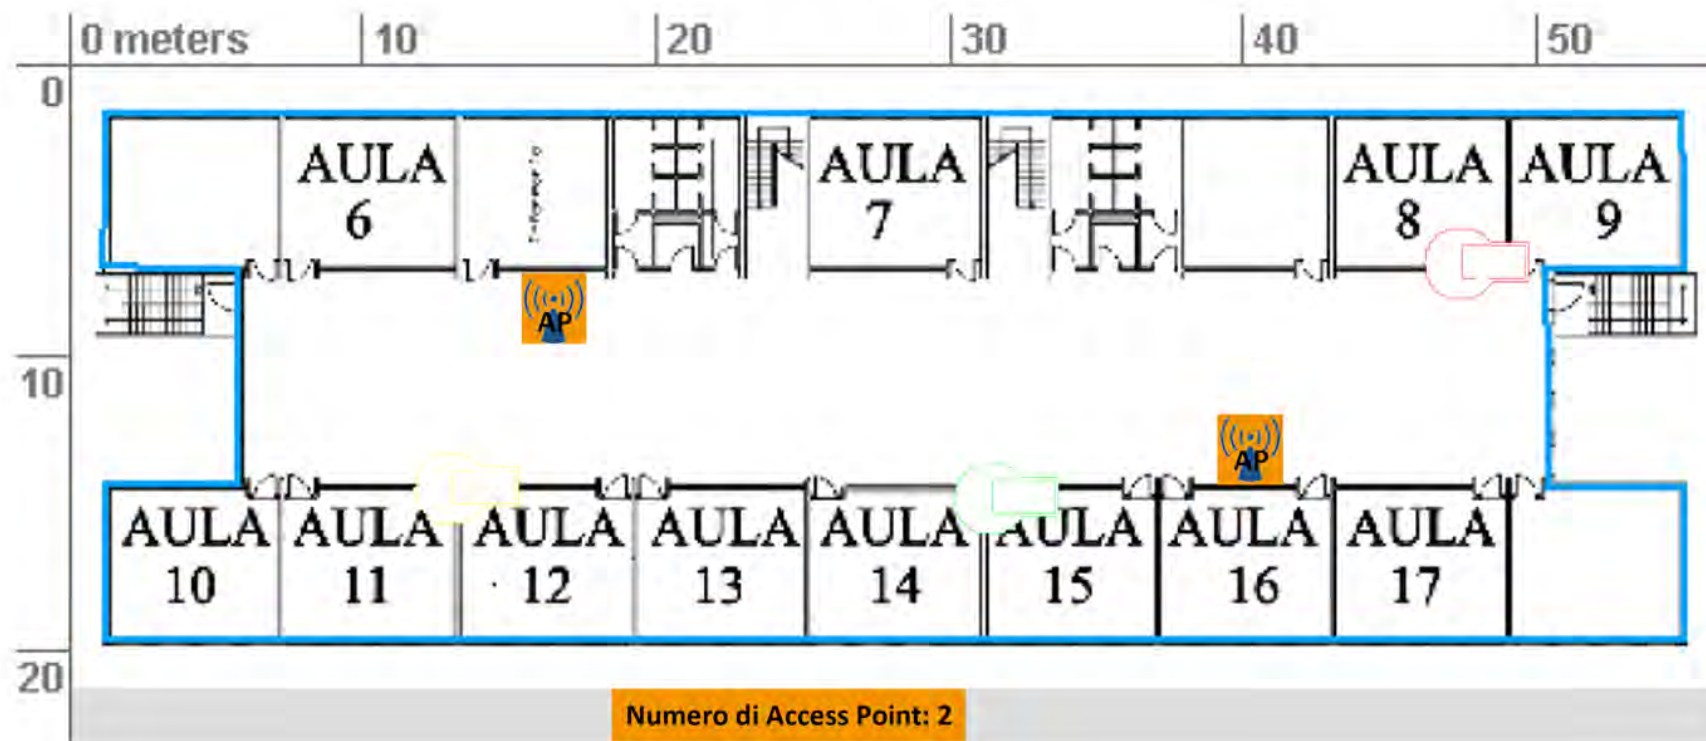 0 meters 10 20 30 40 50
0
AULA 6
AULA 7
AULA 8
AULA 9
AP
10
AP
AULA 10
AULA 11
AULA 12
AULA 13
AULA 14
AULA 15
AULA 16
AULA 17
20
Numero di Access Point: 2